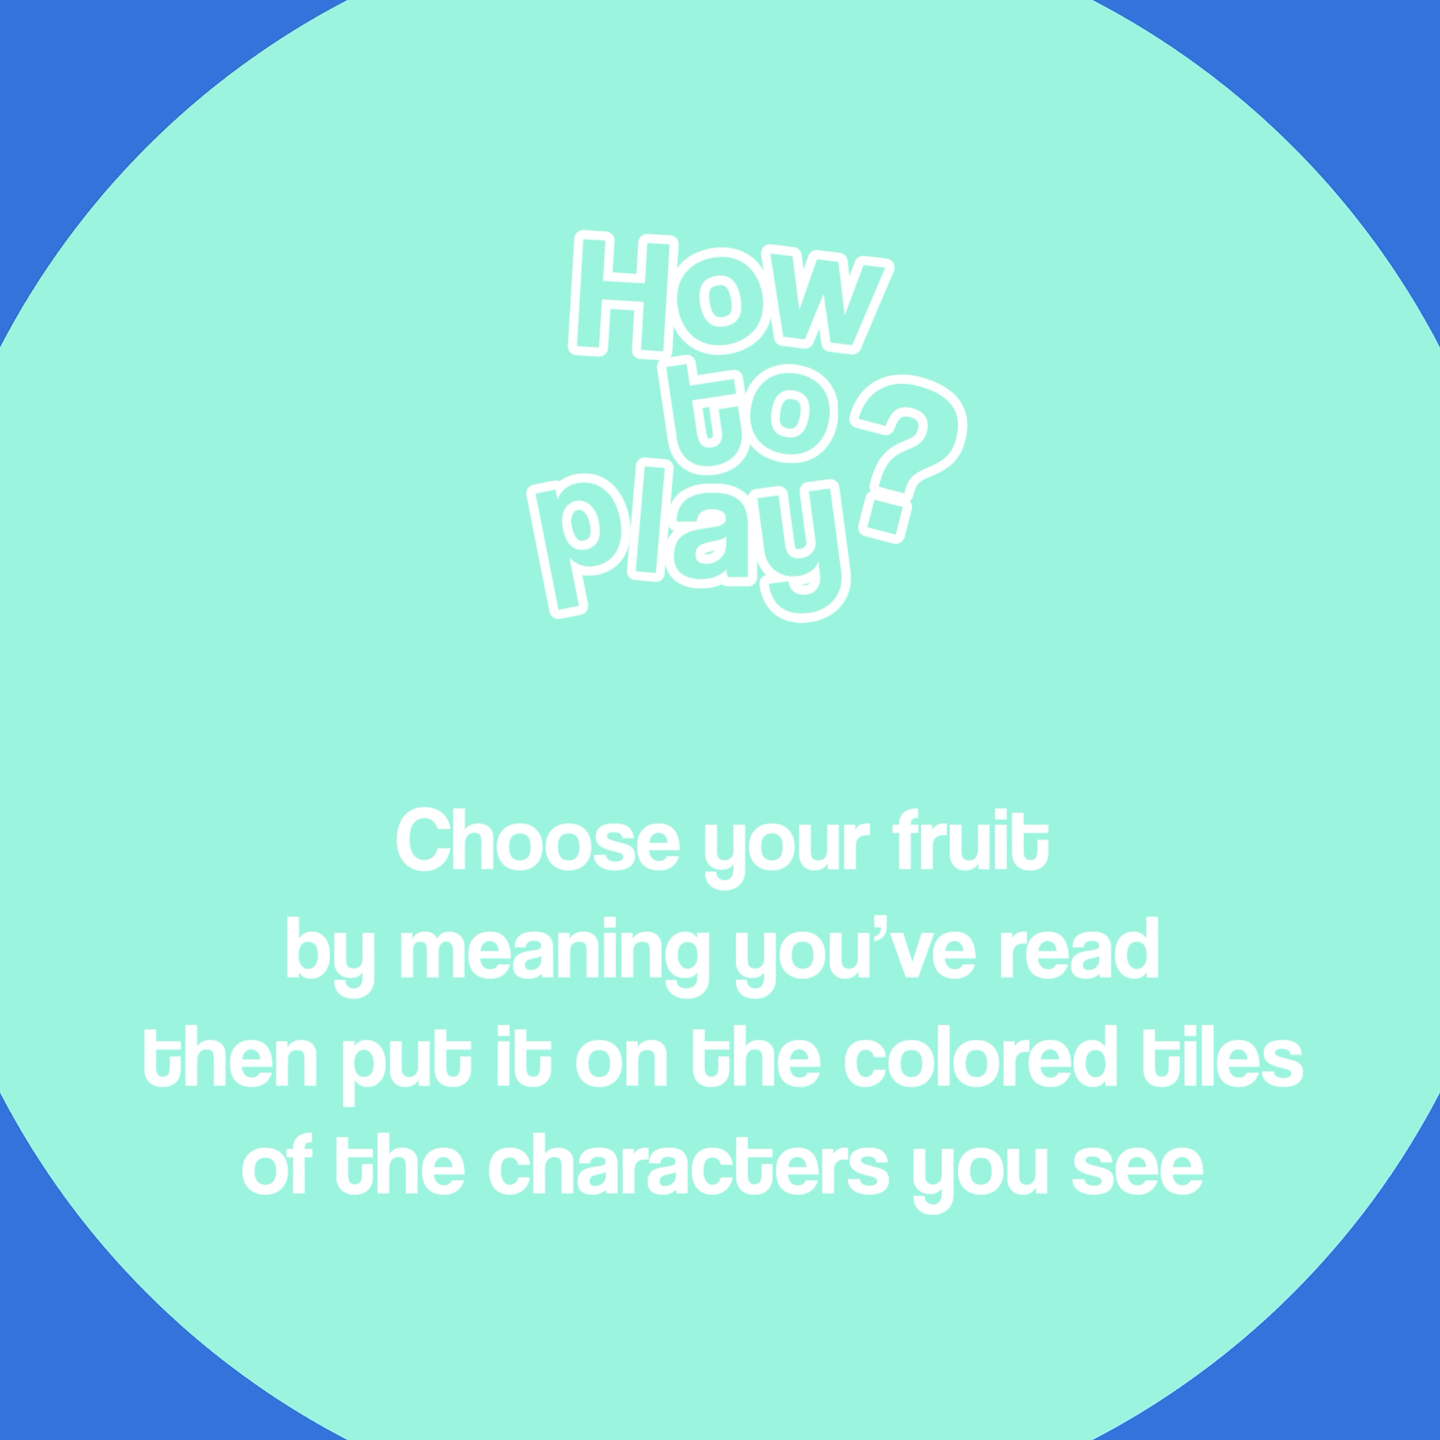 How
to
play?
Choose your fruit
by meaning you’ve read
then put it on the colored tiles
of the characters you see